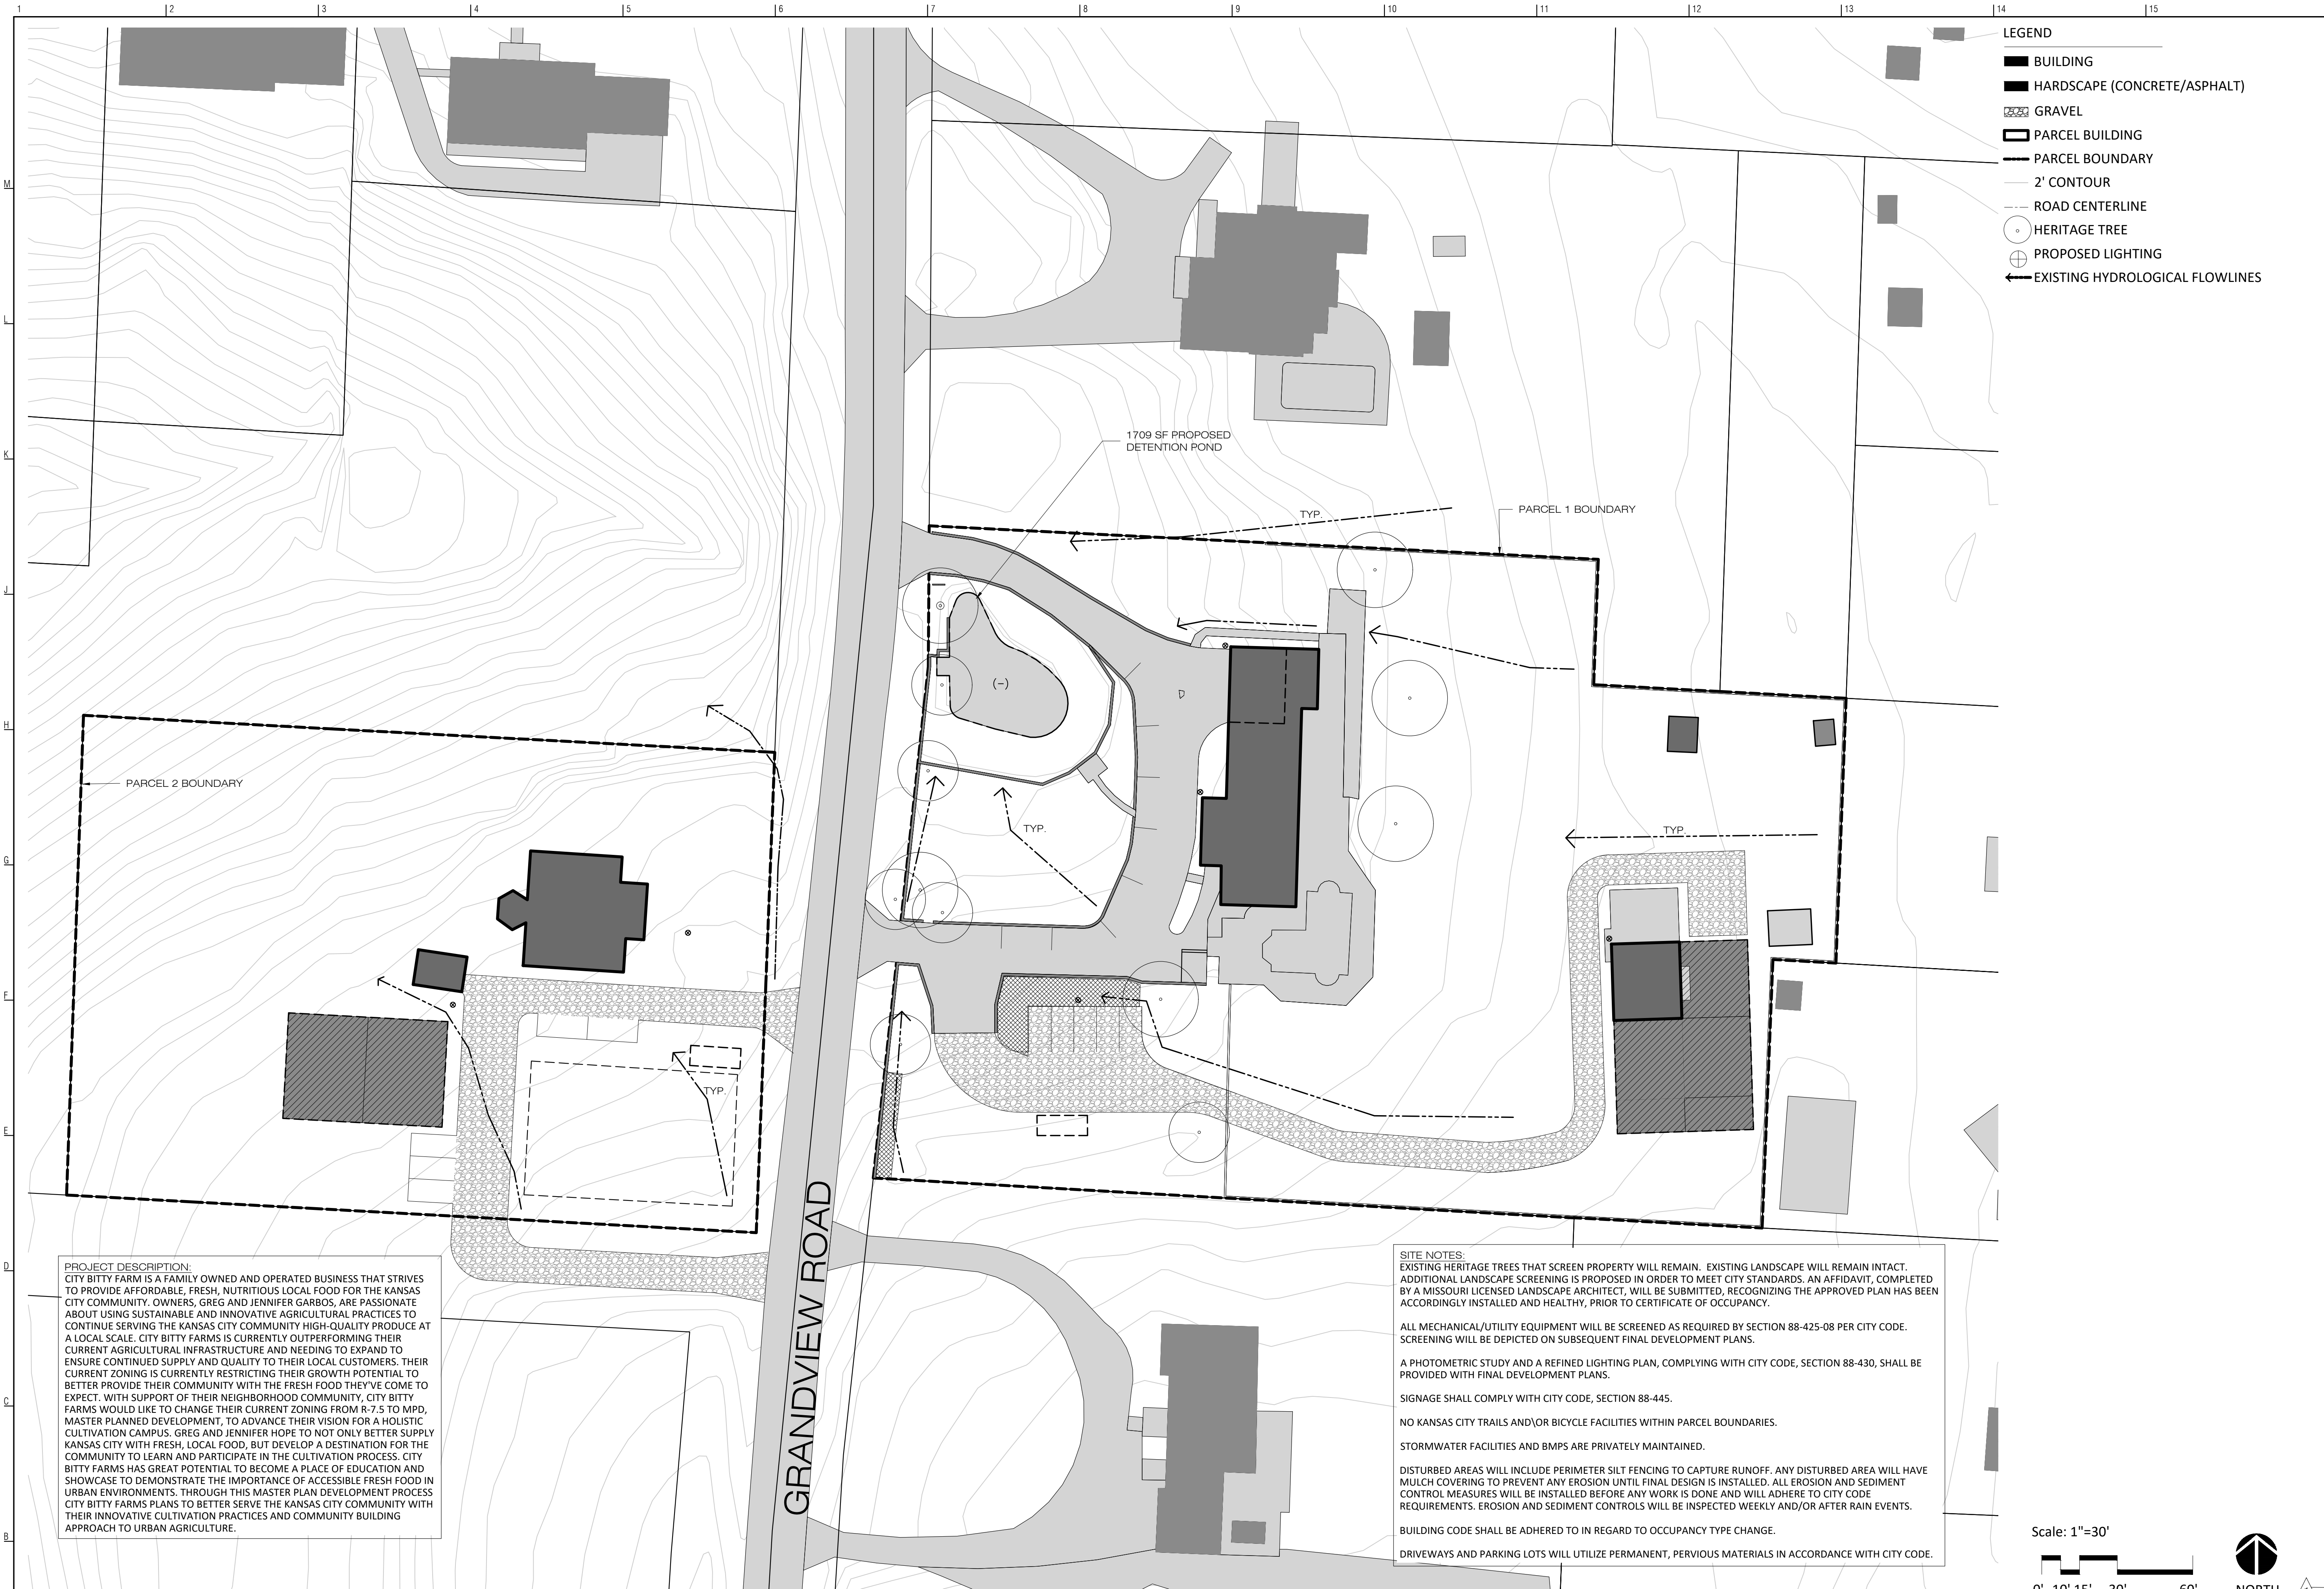 1 2 3 4 5 6 7 8 9 10 11 12 13 14 15
M
L
K
J
H
G
F
E
D
C
B
LEGEND
BUILDING
HARDSCAPE (CONCRETE/ASPHALT)
GRAVEL
PARCEL BUILDING
PARCEL BOUNDARY
2' CONTOUR
ROAD CENTERLINE
HERITAGE TREE
PROPOSED LIGHTING
EXISTING HYDROLOGICAL FLOWLINES
1709 SF PROPOSED
DETENTION POND
TYP.
PARCEL 1 BOUNDARY
(-)
PARCEL 2 BOUNDARY
TYP.
TYP.
TYP.
GRANDVIEW ROAD
PROJECT DESCRIPTION:
CITY BITTY FARM IS A FAMILY OWNED AND OPERATED BUSINESS THAT STRIVES
TO PROVIDE AFFORDABLE, FRESH, NUTRITIOUS LOCAL FOOD FOR THE KANSAS
CITY COMMUNITY. OWNERS, GREG AND JENNIFER GARBOS, ARE PASSIONATE
ABOUT USING SUSTAINABLE AND INNOVATIVE AGRICULTURAL PRACTICES TO
CONTINUE SERVING THE KANSAS CITY COMMUNITY HIGH-QUALITY PRODUCE AT
A LOCAL SCALE. CITY BITTY FARMS IS CURRENTLY OUTPERFORMING THEIR
CURRENT AGRICULTURAL INFRASTRUCTURE AND NEEDING TO EXPAND TO
ENSURE CONTINUED SUPPLY AND QUALITY TO THEIR LOCAL CUSTOMERS. THEIR
CURRENT ZONING IS CURRENTLY RESTRICTING THEIR GROWTH POTENTIAL TO
BETTER PROVIDE THEIR COMMUNITY WITH THE FRESH FOOD THEY'VE COME TO
EXPECT. WITH SUPPORT OF THEIR NEIGHBORHOOD COMMUNITY, CITY BITTY
FARMS WOULD LIKE TO CHANGE THEIR CURRENT ZONING FROM R-7.5 TO MPD,
MASTER PLANNED DEVELOPMENT, TO ADVANCE THEIR VISION FOR A HOLISTIC
CULTIVATION CAMPUS. GREG AND JENNIFER HOPE TO NOT ONLY BETTER SUPPLY
KANSAS CITY WITH FRESH, LOCAL FOOD, BUT DEVELOP A DESTINATION FOR THE
COMMUNITY TO LEARN AND PARTICIPATE IN THE CULTIVATION PROCESS. CITY
BITTY FARMS HAS GREAT POTENTIAL TO BECOME A PLACE OF EDUCATION AND
SHOWCASE TO DEMONSTRATE THE IMPORTANCE OF ACCESSIBLE FRESH FOOD IN
URBAN ENVIRONMENTS. THROUGH THIS MASTER PLAN DEVELOPMENT PROCESS
CITY BITTY FARMS PLANS TO BETTER SERVE THE KANSAS CITY COMMUNITY WITH
THEIR INNOVATIVE CULTIVATION PRACTICES AND COMMUNITY BUILDING
APPROACH TO URBAN AGRICULTURE.
SITE NOTES:
EXISTING HERITAGE TREES THAT SCREEN PROPERTY WILL REMAIN. EXISTING LANDSCAPE WILL REMAIN INTACT.
ADDITIONAL LANDSCAPE SCREENING IS PROPOSED IN ORDER TO MEET CITY STANDARDS. AN AFFIDAVIT, COMPLETED
BY A MISSOURI LICENSED LANDSCAPE ARCHITECT, WILL BE SUBMITTED, RECOGNIZING THE APPROVED PLAN HAS BEEN
ACCORDINGLY INSTALLED AND HEALTHY, PRIOR TO CERTIFICATE OF OCCUPANCY.
ALL MECHANICAL/UTILITY EQUIPMENT WILL BE SCREENED AS REQUIRED BY SECTION 88-425-08 PER CITY CODE.
SCREENING WILL BE DEPICTED ON SUBSEQUENT FINAL DEVELOPMENT PLANS.
A PHOTOMETRIC STUDY AND A REFINED LIGHTING PLAN, COMPLYING WITH CITY CODE, SECTION 88-430, SHALL BE
PROVIDED WITH FINAL DEVELOPMENT PLANS.
SIGNAGE SHALL COMPLY WITH CITY CODE, SECTION 88-445.
NO KANSAS CITY TRAILS AND\OR BICYCLE FACILITIES WITHIN PARCEL BOUNDARIES.
STORMWATER FACILITIES AND BMPS ARE PRIVATELY MAINTAINED.
DISTURBED AREAS WILL INCLUDE PERIMETER SILT FENCING TO CAPTURE RUNOFF. ANY DISTURBED AREA WILL HAVE
MULCH COVERING TO PREVENT ANY EROSION UNTIL FINAL DESIGN IS INSTALLED. ALL EROSION AND SEDIMENT
CONTROL MEASURES WILL BE INSTALLED BEFORE ANY WORK IS DONE AND WILL ADHERE TO CITY CODE
REQUIREMENTS. EROSION AND SEDIMENT CONTROLS WILL BE INSPECTED WEEKLY AND/OR AFTER RAIN EVENTS.
BUILDING CODE SHALL BE ADHERED TO IN REGARD TO OCCUPANCY TYPE CHANGE.
DRIVEWAYS AND PARKING LOTS WILL UTILIZE PERMANENT, PERVIOUS MATERIALS IN ACCORDANCE WITH CITY CODE.
Scale: 1"=30'
0' 10' 15' 30' 60' NORTH